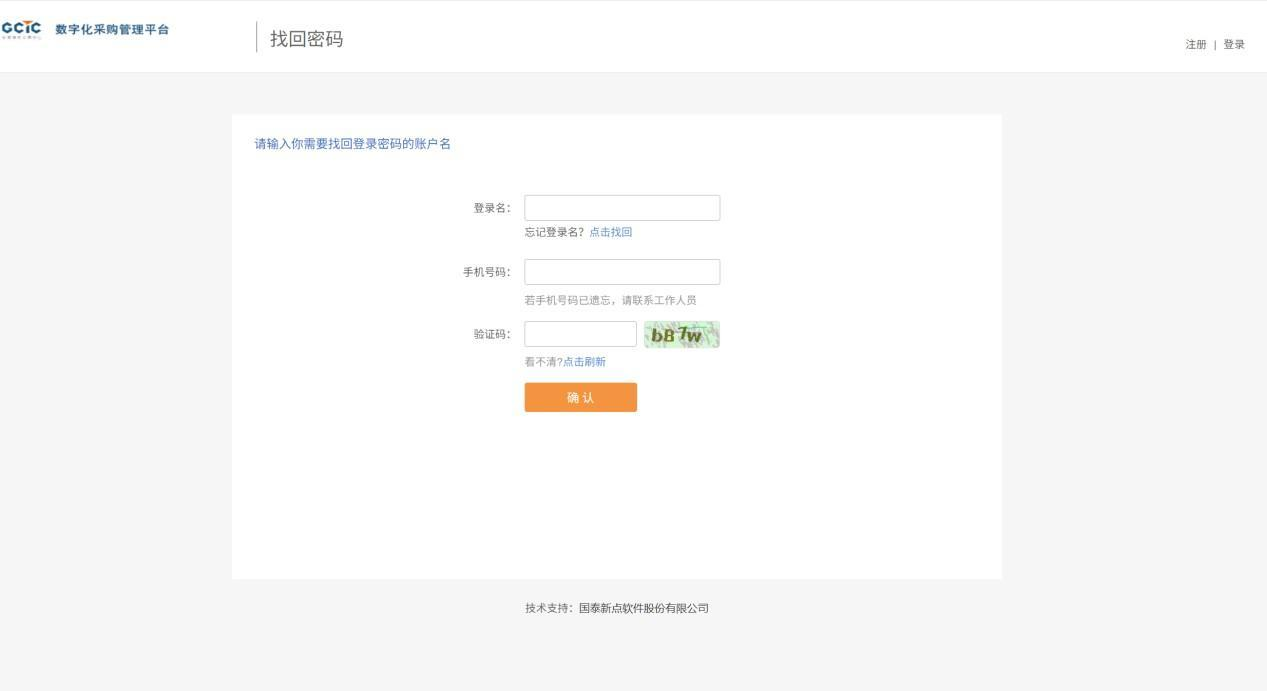 GCTC 数字化采购管理平台
找回密码
注册 | 登录
请输入你需要找回登录密码的账户名
登录名：
忘记登录名？点击找回
手机号码：
若手机号码已遗忘，请联系工作人员
验证码： bB7w
看不清?点击刷新
确 认
技术支持：国泰新点软件股份有限公司